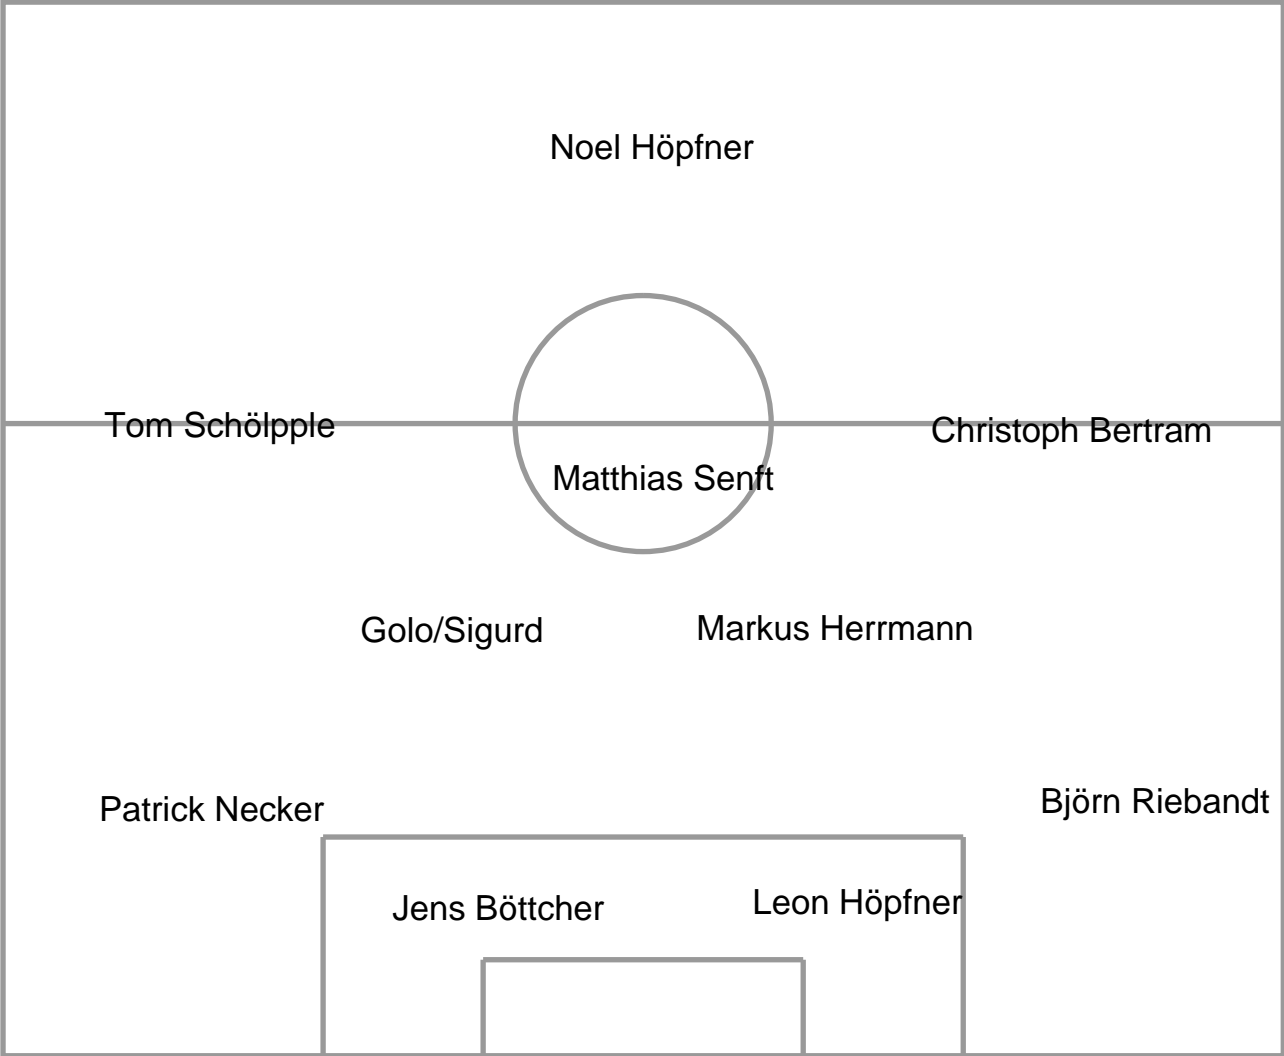 Noel Höpfner
Tom Schölpple
Christoph Bertram
Matthias Senft
Golo/Sigurd
Markus Herrmann
Patrick Necker
Björn Riebandt
Jens Böttcher
Leon Höpfner